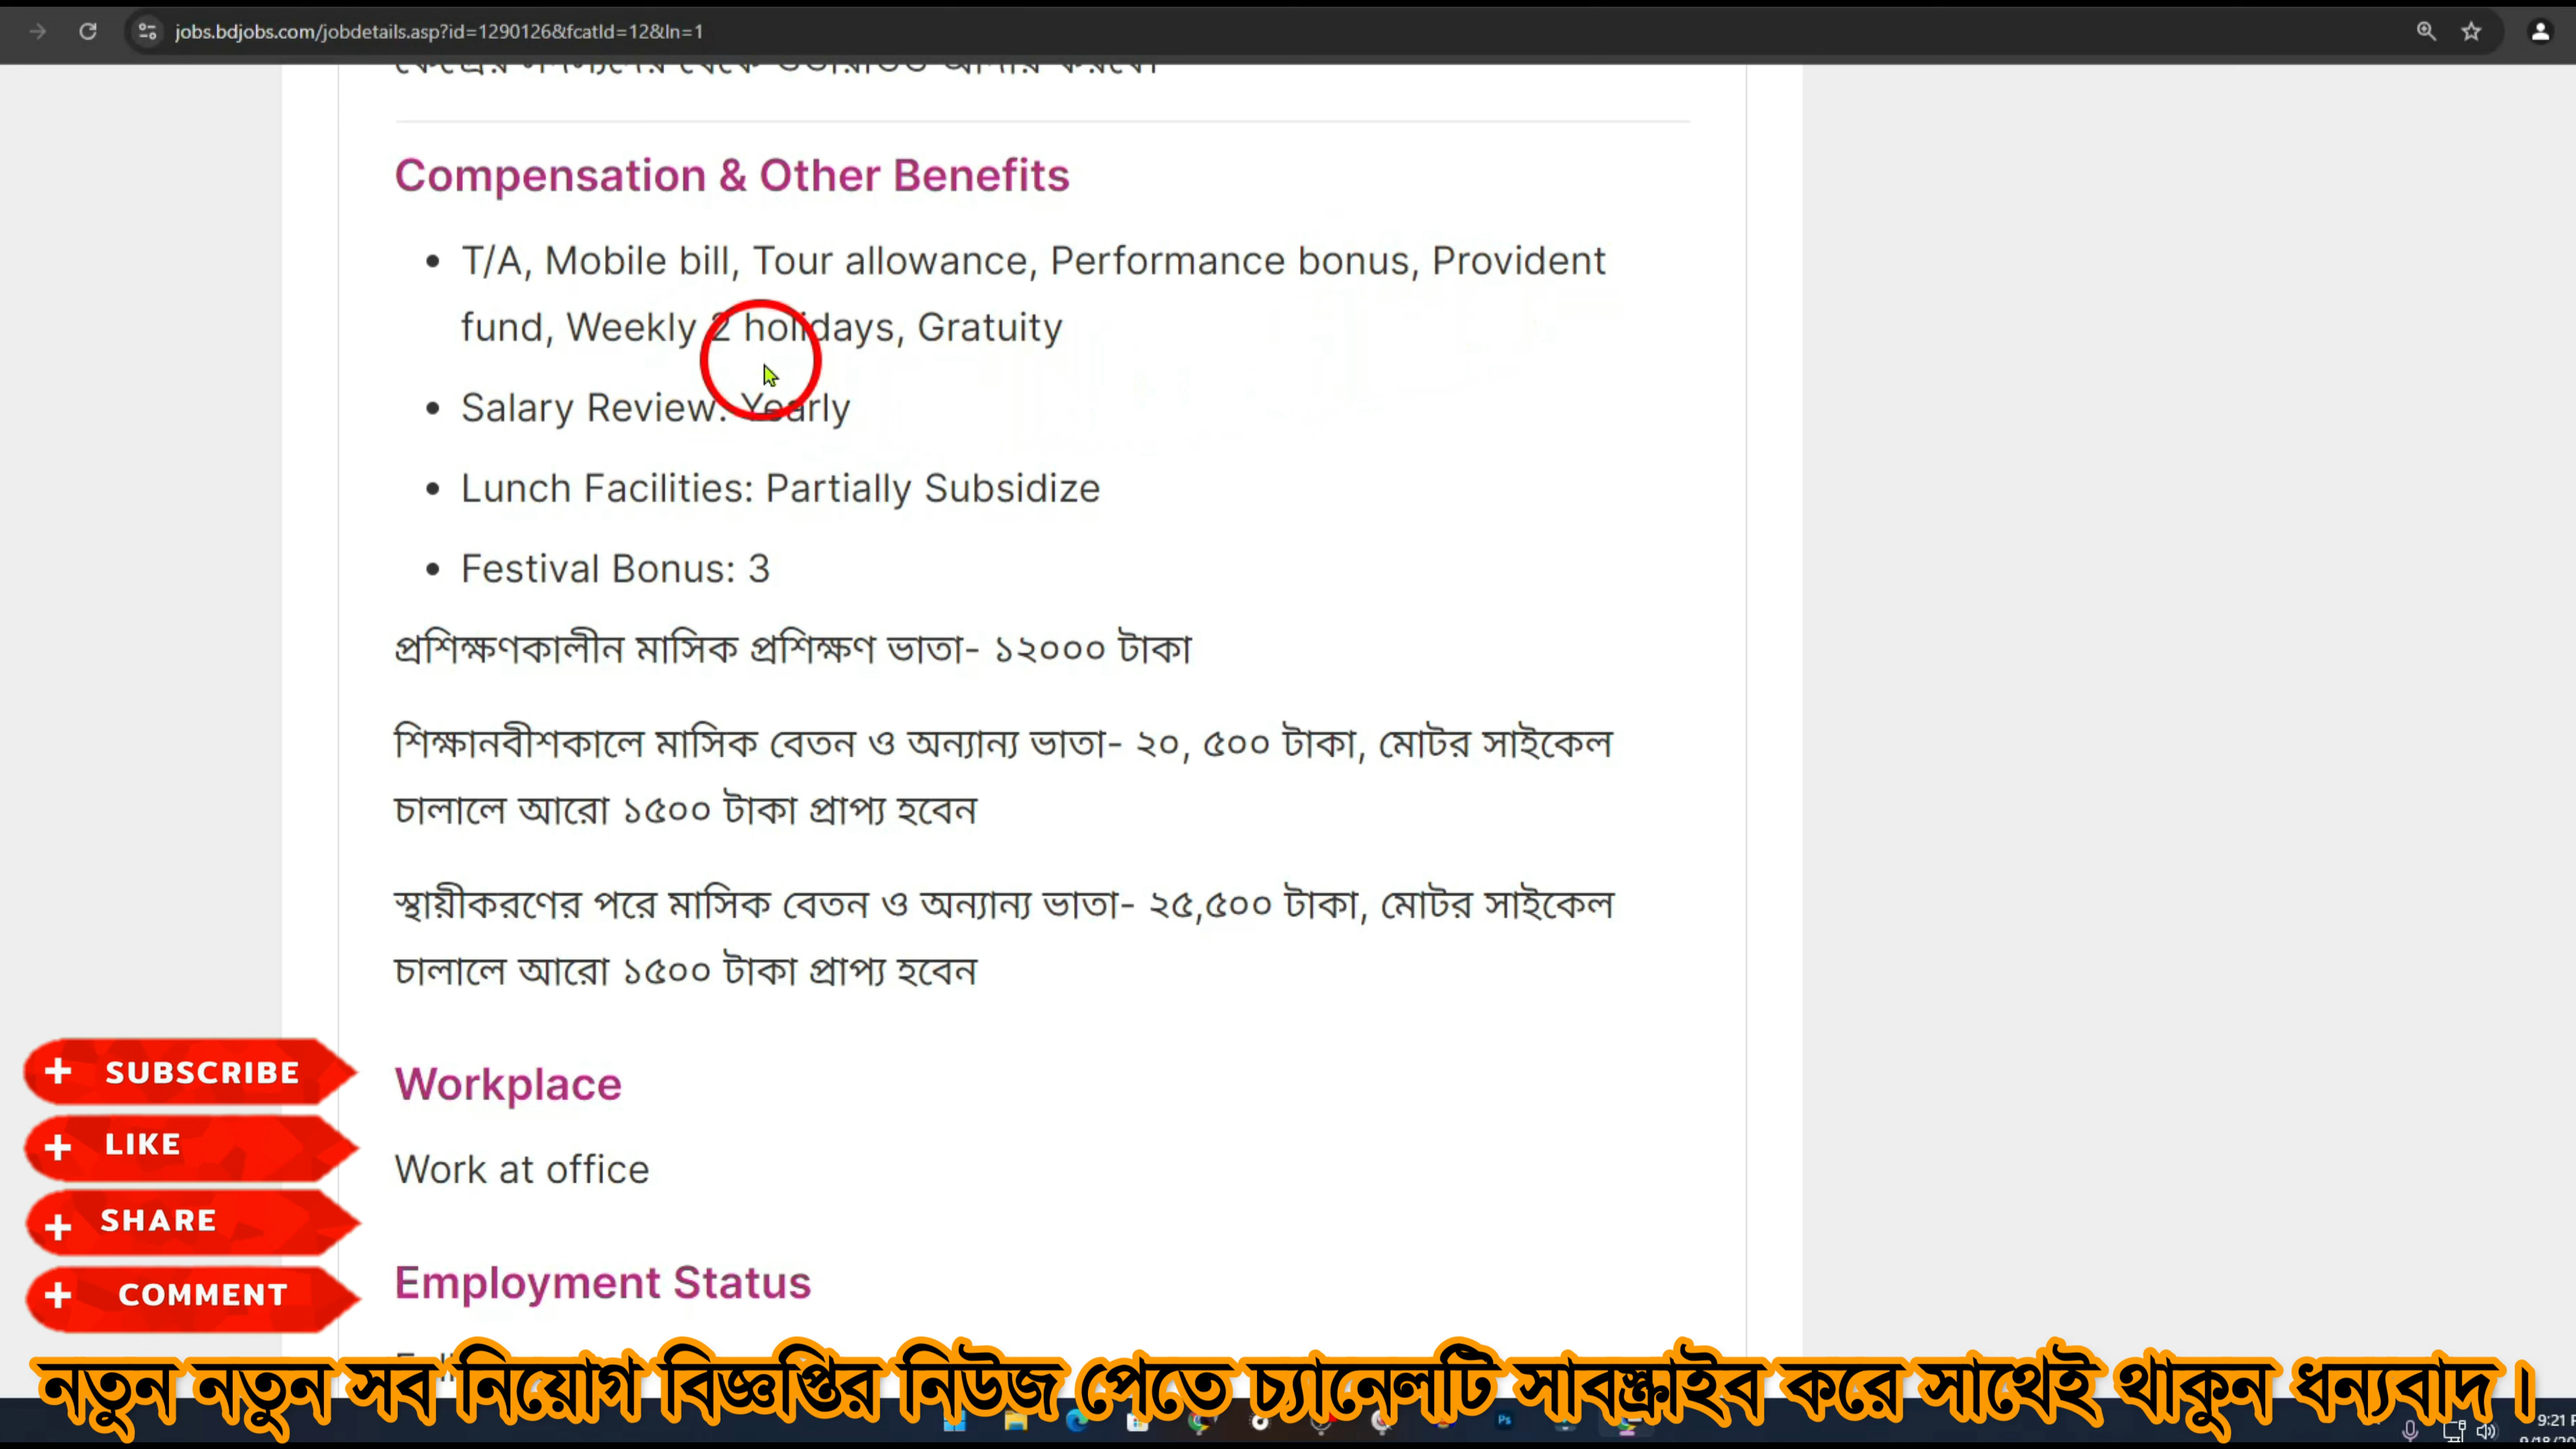 jobs.bdjobs.com/jobdetails.asp?id=1290126&fcatId=12&ln=1
Compensation & Other Benefits
• T/A, Mobile bill, Tour allowance, Performance bonus, Provident
fund, Weekly 2 holidays, Gratuity
• Salary Review: Yearly
• Lunch Facilities: Partially Subsidize
• Festival Bonus: 3
প্রশিক্ষণকালীন মাসিক প্রশিক্ষণ ভাতা- ১২০০০ টাকা
শিক্ষানবীশকালে মাসিক বেতন ও অন্যান্য ভাতা- ২০, ৫০০ টাকা, মোটর সাইকেল
চালালে আরো ১৫০০ টাকা প্রাপ্য হবেন
স্থায়ীকরণের পরে মাসিক বেতন ও অন্যান্য ভাতা- ২৫,৫০০ টাকা, মোটর সাইকেল
চালালে আরো ১৫০০ টাকা প্রাপ্য হবেন
+ SUBSCRIBE
Workplace
+ LIKE
Work at office
+ SHARE
Employment Status
+ COMMENT
নতুন নতুন সব নিয়োগ বিজ্ঞপ্তির নিউজ পেতে চ্যানেলটি সাবস্ক্রাইব করে সাথেই থাকুন ধন্যবাদ।
Ps
9:21